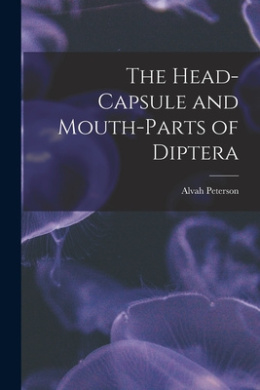 The Head-
Capsule and
Mouth-Parts of
Diptera
Alvah Peterson